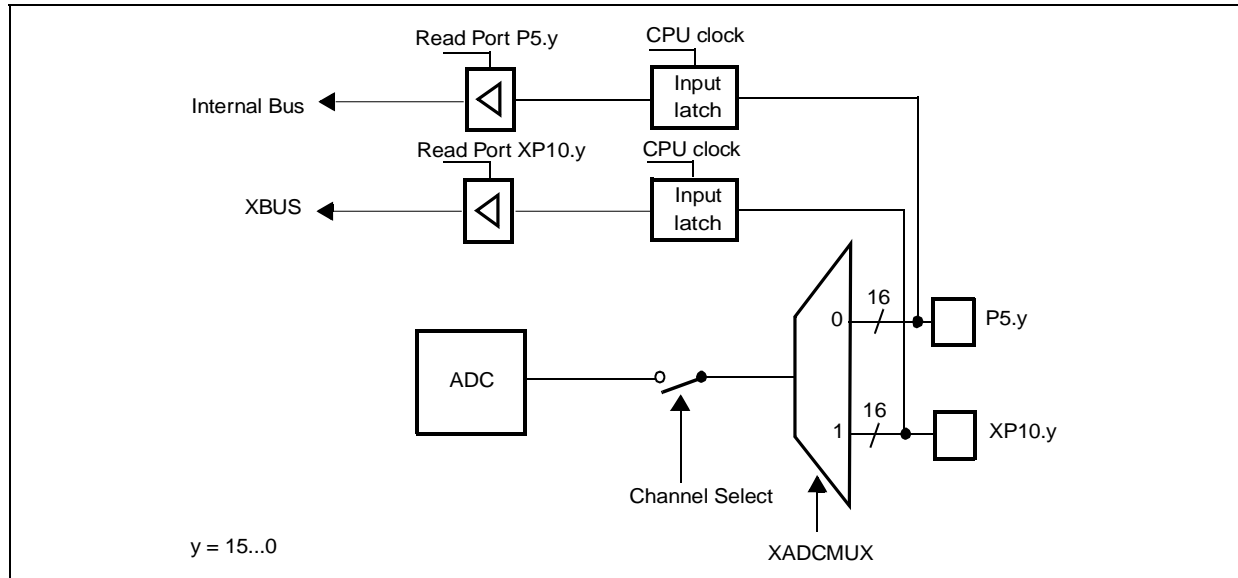 Read Port P5.y
CPU clock
Input
latch
Internal Bus
Read Port XP10.y
CPU clock
Input
latch
XBUS
16
0
P5.y
ADC
16
1
XP10.y
Channel Select
XADCMUX
y = 15...0